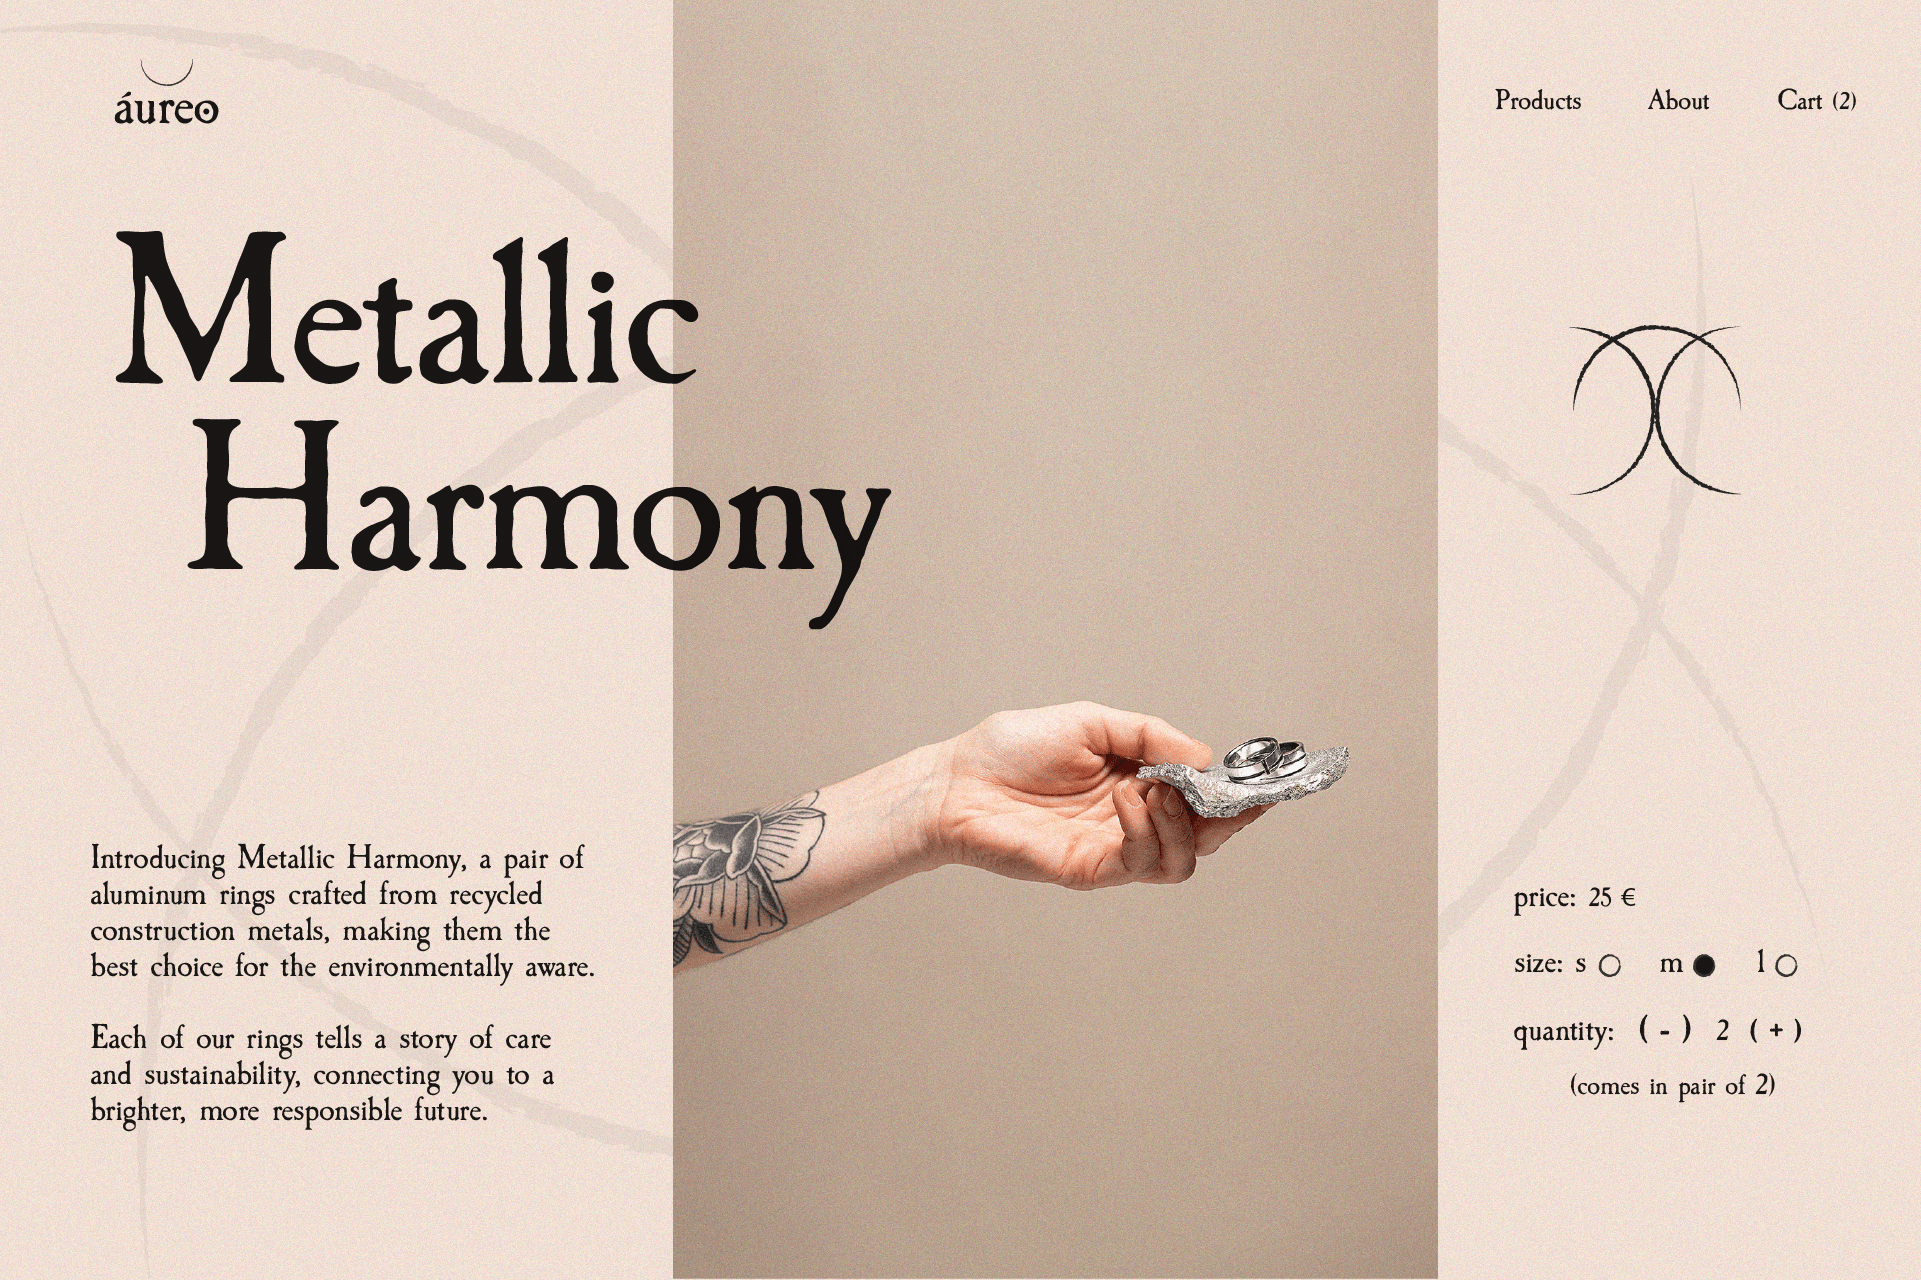 áureo
Products About Cart (2)
Metallic
Harmony
Introducing Metallic Harmony, a pair of
aluminum rings crafted from recycled
construction metals, making them the
best choice for the environmentally aware.
Each of our rings tells a story of care
and sustainability, connecting you to a
brighter, more responsible future.
price: 25 €
size: s m l
quantity: ( - ) 2 ( + )
(comes in pair of 2)